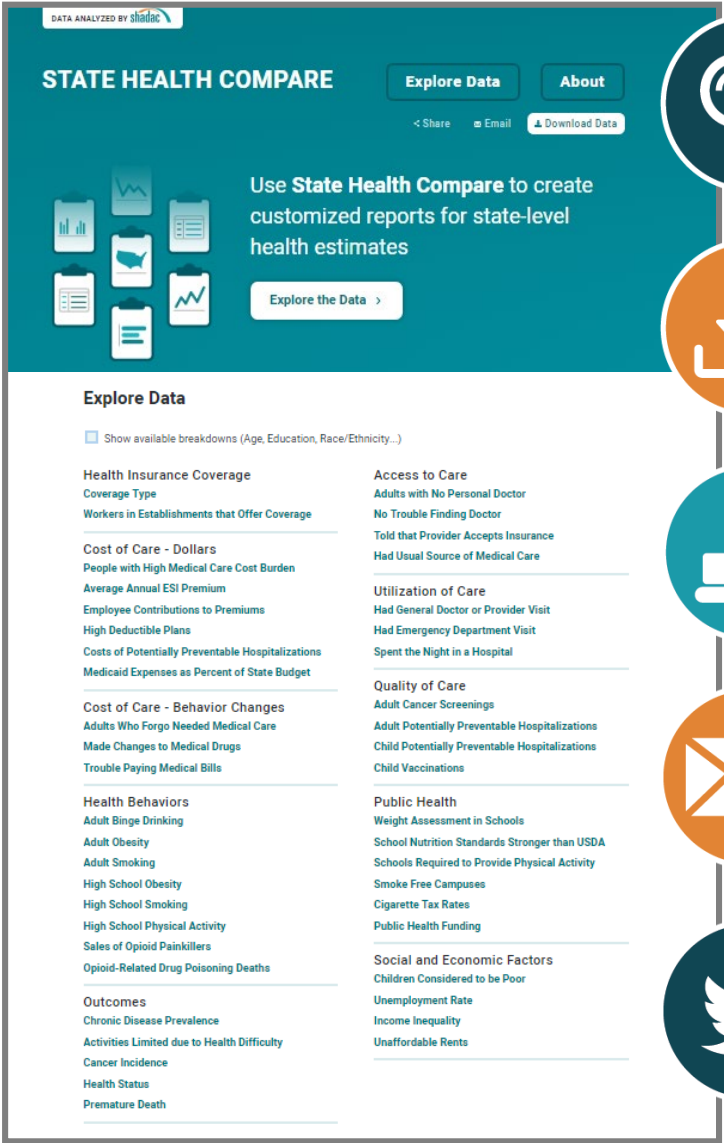 DATA ANALYZED BY shadac
STATE HEALTH COMPARE
Explore Data
About
Share
Email
Download Data
Use State Health Compare to create
customized reports for state-level
health estimates
Explore the Data >
Explore Data
Show available breakdowns (Age, Education, Race/Ethnicity...)
Health Insurance Coverage
Coverage Type
Workers in Establishments that Offer Coverage
Cost of Care - Dollars
People with High Medical Care Cost Burden
Average Annual ESI Premium
Employee Contributions to Premiums
High Deductible Plans
Costs of Potentially Preventable Hospitalizations
Medicaid Expenses as Percent of State Budget
Cost of Care - Behavior Changes
Adults Who Forgo Needed Medical Care
Made Changes to Medical Drugs
Trouble Paying Medical Bills
Health Behaviors
Adult Binge Drinking
Adult Obesity
Adult Smoking
High School Obesity
High School Smoking
High School Physical Activity
Sales of Opioid Painkillers
Opioid-Related Drug Poisoning Deaths
Outcomes
Chronic Disease Prevalence
Activities Limited due to Health Difficulty
Cancer Incidence
Health Status
Premature Death
Access to Care
Adults with No Personal Doctor
No Trouble Finding Doctor
Told that Provider Accepts Insurance
Had Usual Source of Medical Care
Utilization of Care
Had General Doctor or Provider Visit
Had Emergency Department Visit
Spent the Night in a Hospital
Quality of Care
Adult Cancer Screenings
Adult Potentially Preventable Hospitalizations
Child Potentially Preventable Hospitalizations
Child Vaccinations
Public Health
Weight Assessment in Schools
School Nutrition Standards Stronger than USDA
Schools Required to Provide Physical Activity
Smoke Free Campuses
Cigarette Tax Rates
Public Health Funding
Social and Economic Factors
Children Considered to be Poor
Unemployment Rate
Income Inequality
Unaffordable Rents